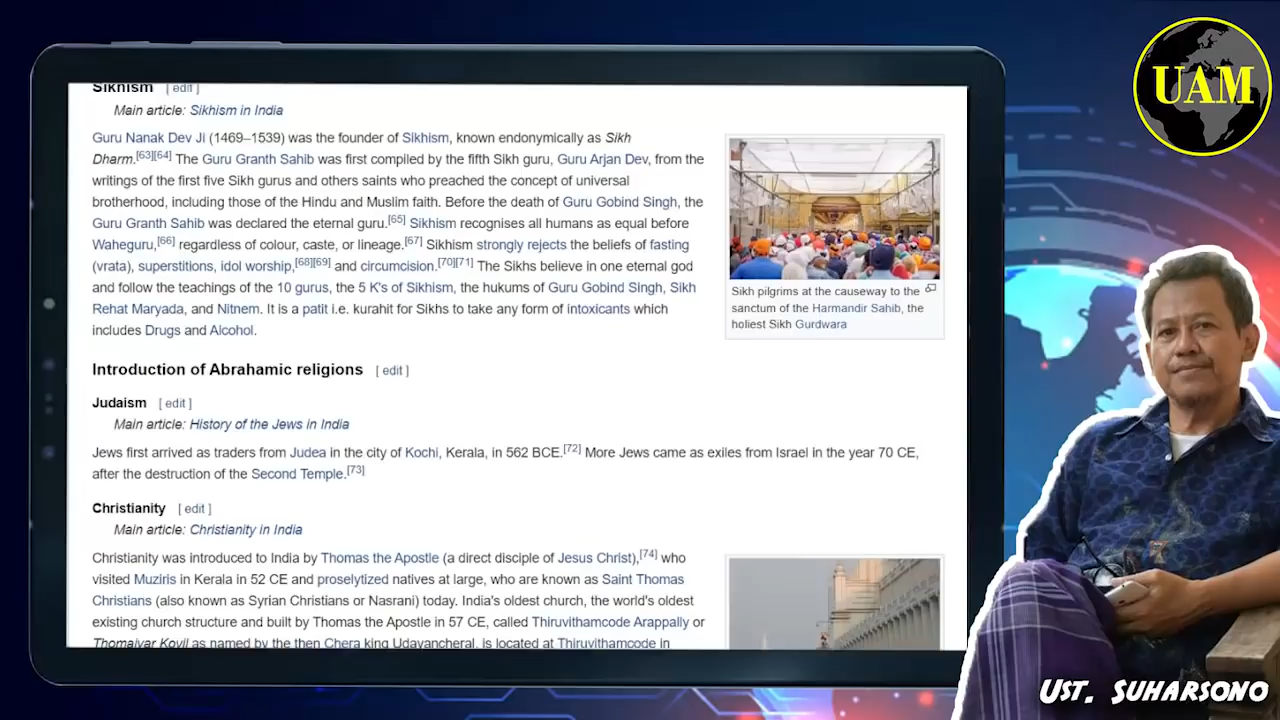 Sikhism [ edit ]
Main article: Sikhism in India
Guru Nanak Dev Ji (1469–1539) was the founder of Sikhism, known endonymically as Sikh
Dharm.[63][64] The Guru Granth Sahib was first compiled by the fifth Sikh guru, Guru Arjan Dev, from the
writings of the first five Sikh gurus and others saints who preached the concept of universal
brotherhood, including those of the Hindu and Muslim faith. Before the death of Guru Gobind Singh, the
Guru Granth Sahib was declared the eternal guru.[65] Sikhism recognises all humans as equal before
Waheguru,[66] regardless of colour, caste, or lineage.[67] Sikhism strongly rejects the beliefs of fasting
(vrata), superstitions, idol worship,[68][69] and circumcision.[70][71] The Sikhs believe in one eternal god
and follow the teachings of the 10 gurus, the 5 K's of Sikhism, the hukums of Guru Gobind Singh, Sikh
Rehat Maryada, and Nitnem. It is a patit i.e. kurahit for Sikhs to take any form of intoxicants which
includes Drugs and Alcohol.
Sikh pilgrims at the causeway to the
sanctum of the Harmandir Sahib, the
holiest Sikh Gurdwara
Introduction of Abrahamic religions [ edit ]
Judaism [ edit ]
Main article: History of the Jews in India
Jews first arrived as traders from Judea in the city of Kochi, Kerala, in 562 BCE.[72] More Jews came as exiles from Israel in the year 70 CE,
after the destruction of the Second Temple.[73]
Christianity [ edit ]
Main article: Christianity in India
Christianity was introduced to India by Thomas the Apostle (a direct disciple of Jesus Christ),[74] who
visited Muziris in Kerala in 52 CE and proselytized natives at large, who are known as Saint Thomas
Christians (also known as Syrian Christians or Nasrani) today. India's oldest church, the world's oldest
existing church structure and built by Thomas the Apostle in 57 CE, called Thiruvithamcode Arappally or
Thomaiyar Kovil as named by the then Chera king Udayancheral, is located at Thiruvithamcode in
UAM
UST. SUHARSONO